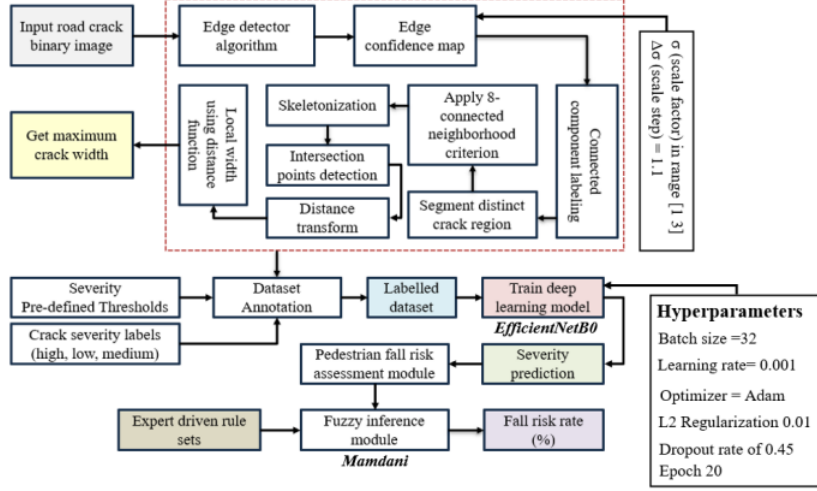 Input road crack
binary image
Edge detector
algorithm
Edge
confidence map
σ (scale factor) in range [1 3]
Δσ (scale step) = 1.1
Get maximum
crack width
Local width
using distance
function
Skeletonization
Intersection
points detection
Distance
transform
Apply 8-
connected
neighborhood
criterion
Segment distinct
crack region
Connected
component labeling
Severity
Pre-defined Thresholds
Dataset
Annotation
Labelled
dataset
Train deep
learning model
EfficientNetB0
Crack severity labels
(high, low, medium)
Pedestrian fall risk
assessment module
Severity
prediction
Expert driven rule
sets
Fuzzy inference
module
Mamdani
Fall risk rate
(%)
Hyperparameters
Batch size =32
Learning rate= 0.001
Optimizer = Adam
L2 Regularization 0.01
Dropout rate of 0.45
Epoch 20